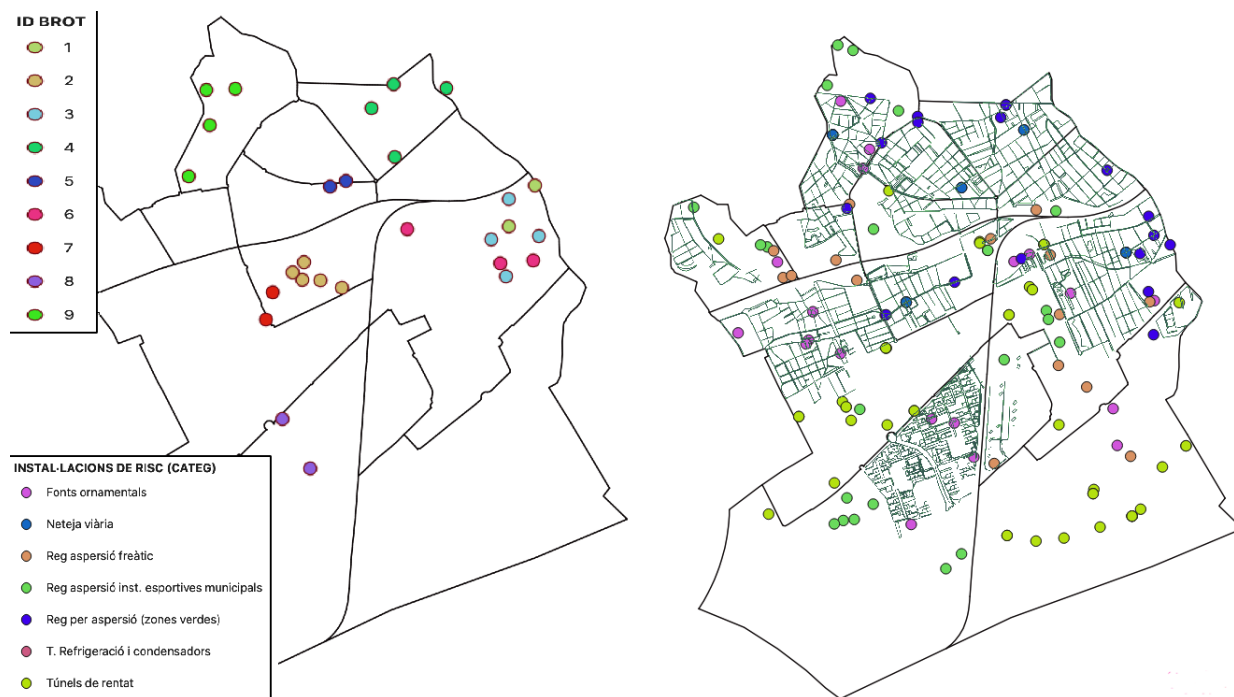 ID BROT
1
2
3
4
5
6
7
8
9
INSTAL·LACIONS DE RISC (CATEG)
Fonts ornamentals
Neteja viària
Reg aspersió freàtic
Reg aspersió inst. esportives municipals
Reg per aspersió (zones verdes)
T. Refrigeració i condensadors
Túnels de rentat